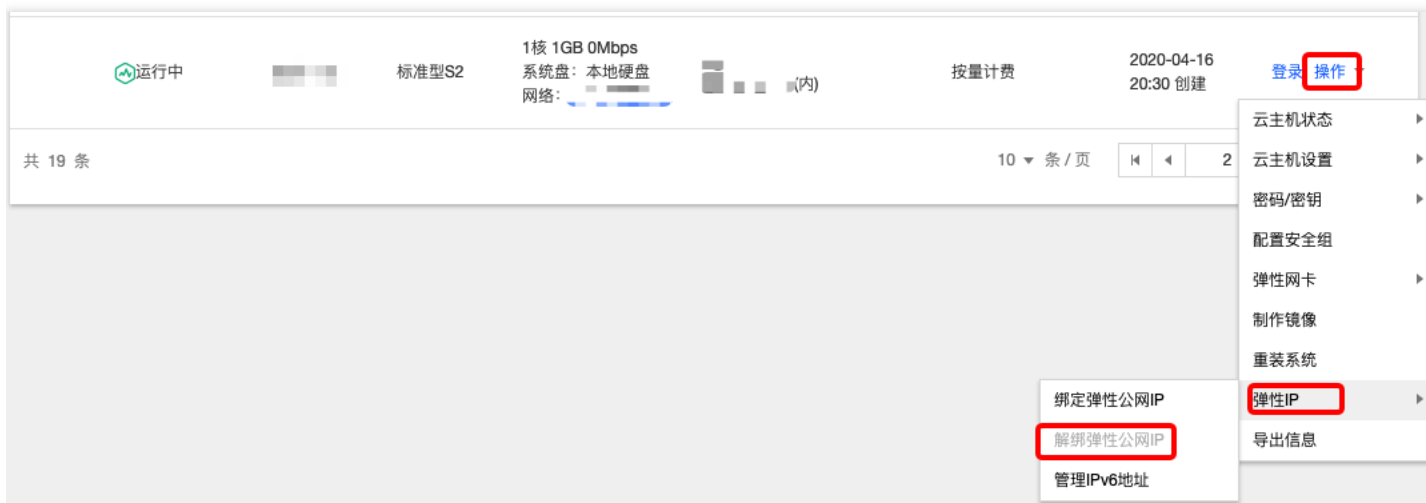 1核 1GB 0Mbps
运行中 标准型S2 系统盘：本地硬盘 按量计费 2020-04-16 登录 操作
网络： (内) 20:30 创建
云主机状态
共 19 条 10 条 / 页 2 云主机设置
密码/密钥
配置安全组
弹性网卡
制作镜像
重装系统
绑定弹性公网IP 弹性IP
解绑弹性公网IP 导出信息
管理IPv6地址